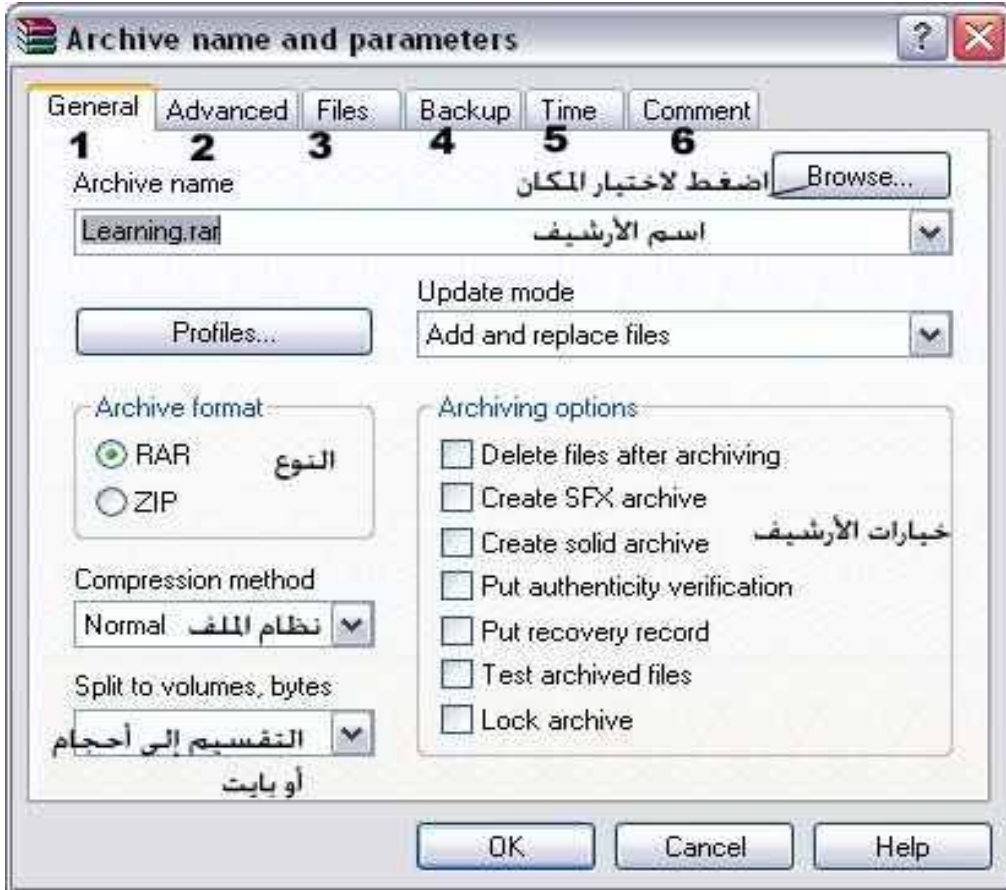 Archive name and parameters
General Advanced Files Backup Time Comment
1 2 3 4 5 6
Archive name اضغط لاختيار المكان Browse...
Learning.rar اسم الأرشيف
Update mode
Profiles... Add and replace files
Archive format Archiving options
RAR النوع Delete files after archiving
ZIP Create SFX archive
Create solid archive خيارات الأرشيف
Compression method Put authenticity verification
Normal نظام الملف Put recovery record
Split to volumes, bytes Test archived files
التقسيم إلى أحجام Lock archive
أو بايت
OK Cancel Help